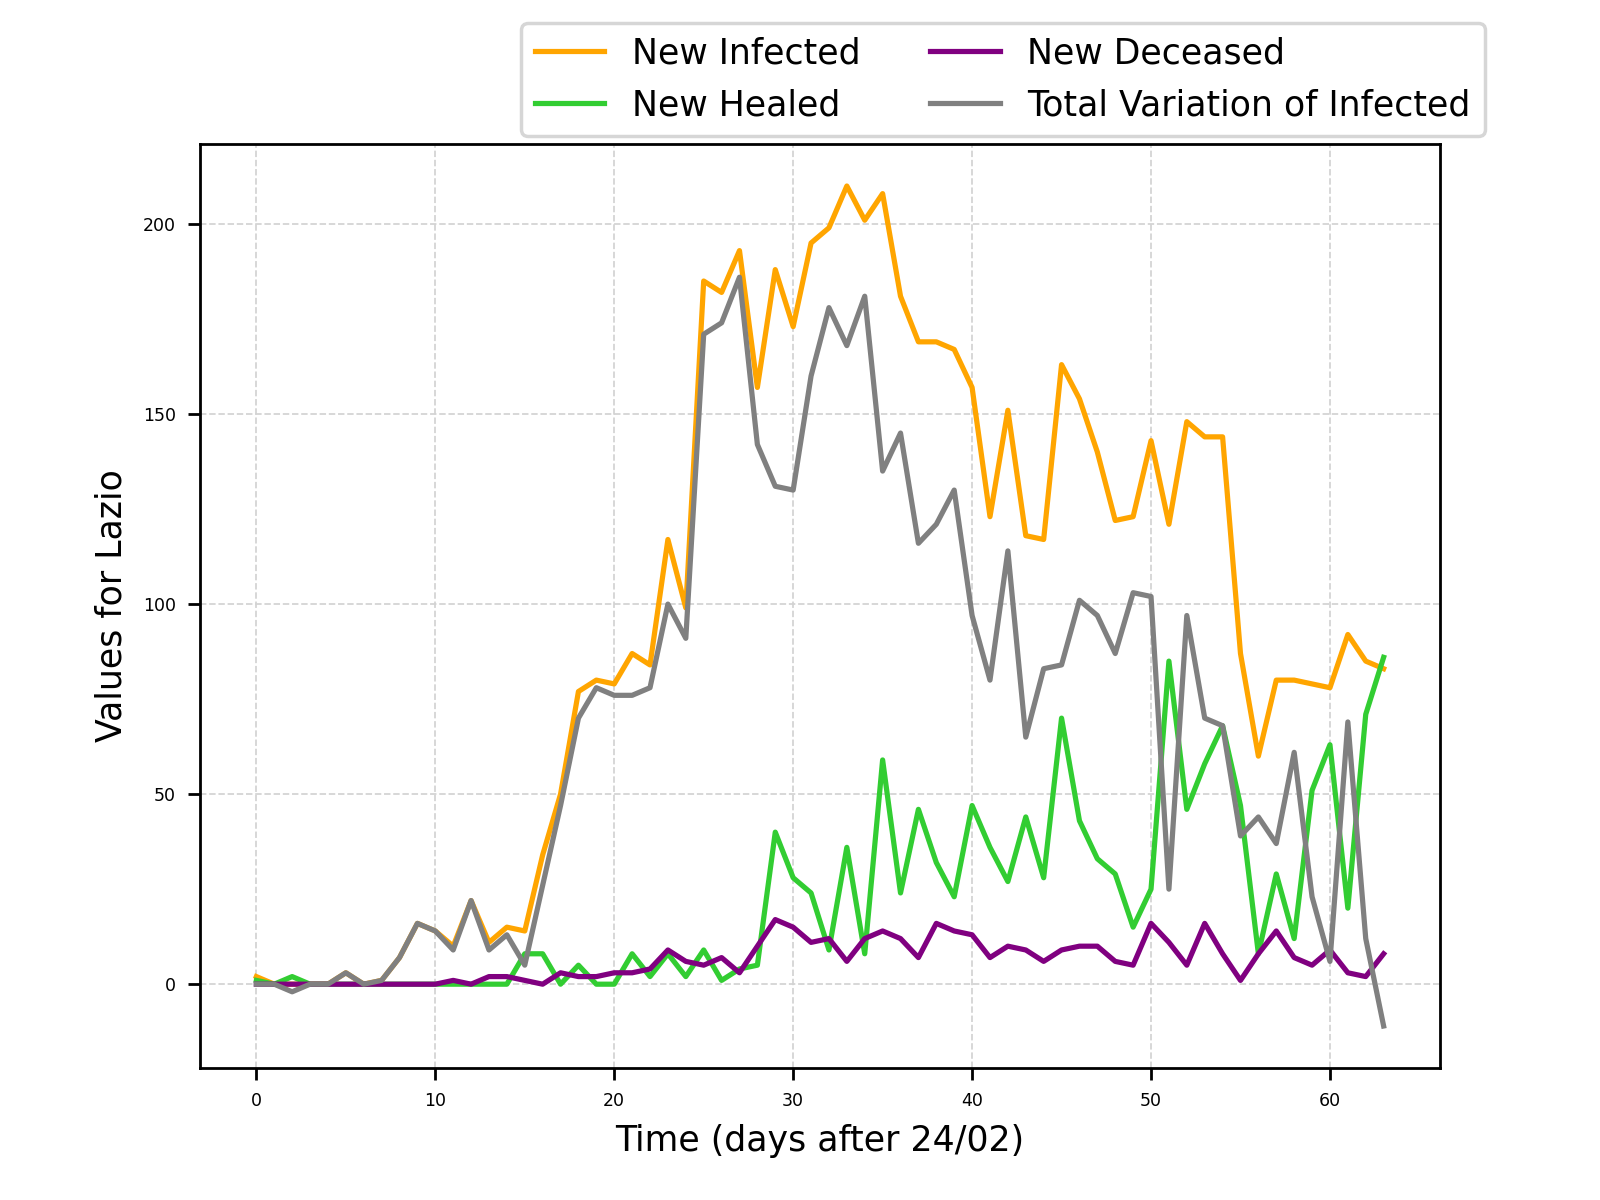 New Infected
New Deceased
New Healed
Total Variation of Infected
200
150
100
50
0
Values for Lazio
0 10 20 30 40 50 60
Time (days after 24/02)